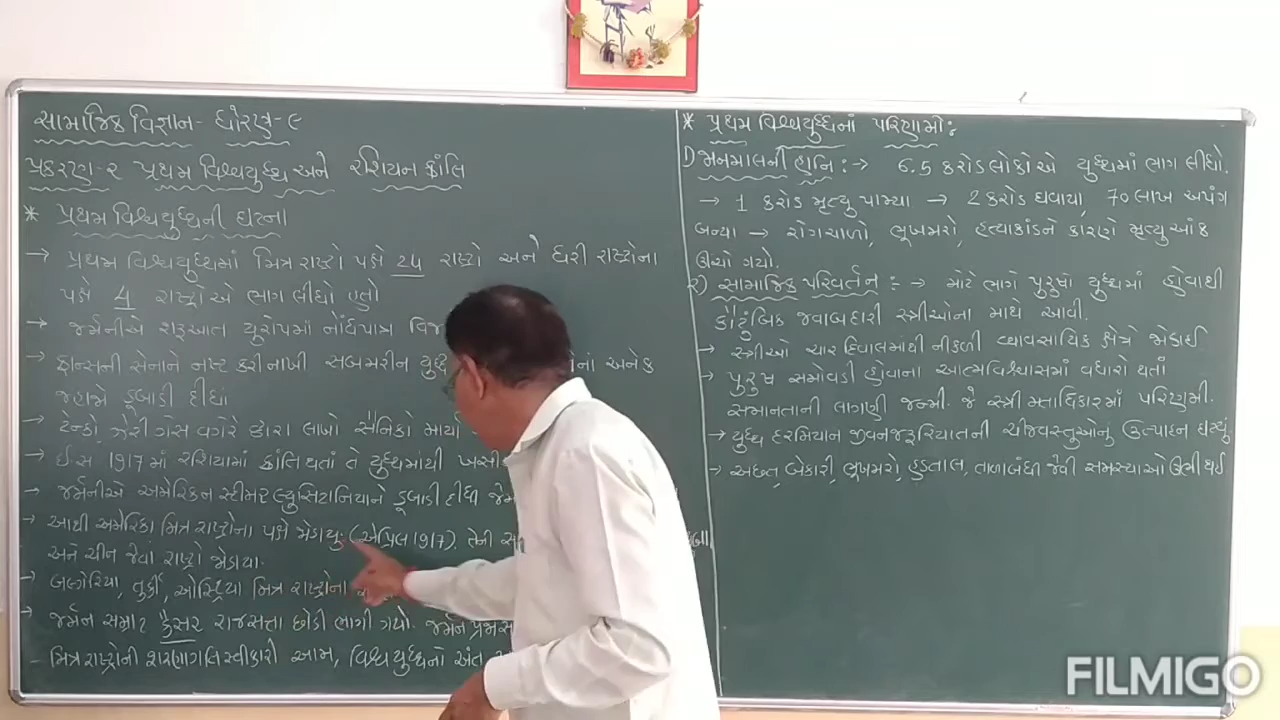 સામાજિક વિજ્ઞાન- ધોરણ-૯
પ્રકરણ-૨ પ્રથમ વિશ્વયુદ્ધ અને રશિયન ક્રાંતિ
* પ્રથમ વિશ્વયુદ્ધની ઘટના
→ પ્રથમ વિશ્વયુદ્ધમાં મિત્ર રાષ્ટ્રો પક્ષે 24 રાષ્ટ્રો અને ધરી રાષ્ટ્રોના
પક્ષે 4 રાષ્ટ્રોએ ભાગ લીધો હતો
→ જર્મનીએ શરૂઆત યુરોપમાં નોંધપાત્ર
→ ફ્રાન્સની સેનાને નષ્ટ કરી નાખી સબમરીન અનેક
જહાજો ડૂબાડી દીધાં
→ ટેન્કો, ઝેરી ગેસ વગેરે દ્વારા લાખો સૈનિકો માર્યા
→ ઈ.સ 1917 માં રશિયામાં ક્રાંતિ થતાં તે યુદ્ધમાંથી
→ જર્મનીએ અમેરિકન સ્ટીમર લ્યુસિટાનિયાને ડૂબાડી દીધી
→ આથી અમેરિકા મિત્ર રાષ્ટ્રોના પક્ષે જોડાયુ. (એપ્રિલ 1917). તેની
અને ચીન જેવાં રાષ્ટ્રો જોડાયા.
→ બલ્ગેરિયા, તુર્કી, ઓસ્ટ્રિયા મિત્ર રાષ્ટ્રોના
→ જર્મન સમ્રાટ કૈસર રાજસત્તા છોડી ભાગી ગયો. જર્મન
- મિત્રરાષ્ટ્રોની શરણાગતિ સ્વીકારી આમ, વિશ્વયુદ્ધનો અંત
* પ્રથમ વિશ્વયુદ્ધનાં પરિણામો:
1) જનમાલની હાનિ :→ 6.5 કરોડ લોકોએ યુદ્ધમાં ભાગ લીધો.
→ 1 કરોડ મૃત્યુ પામ્યા → 2 કરોડ ઘવાયા, 70 લાખ અપંગ
બન્યા → રોગચાળો, ભૂખમરો, હત્યાકાંડને કારણે મૃત્યુઆંક
ઊંચો ગયો.
૨) સામાજિક પરિવર્તન :→ મોટે ભાગે પુરુષો યુદ્ધમાં હોવાથી
કૌટુંબિક જવાબદારી સ્ત્રીઓના માથે આવી.
→ સ્ત્રીઓ ચાર દિવાલમાંથી નીકળી વ્યાવસાયિક ક્ષેત્રે જોડાઈ
→ પુરુષ સમોવડી હોવાના આત્મવિશ્વાસમાં વધારો થતાં
સમાનતાની લાગણી જન્મી. જે સ્ત્રી મતાધિકારમાં પરિણમી.
→ યુદ્ધ દરમિયાન જીવનજરૂરિયાતની ચીજવસ્તુઓનું ઉત્પાદન ઘટ્યું
→ અછત, બેકારી, ભૂખમરો, હડતાલ, તાળાબંધી જેવી સમસ્યાઓ ઊભી થઈ
FILMIGO